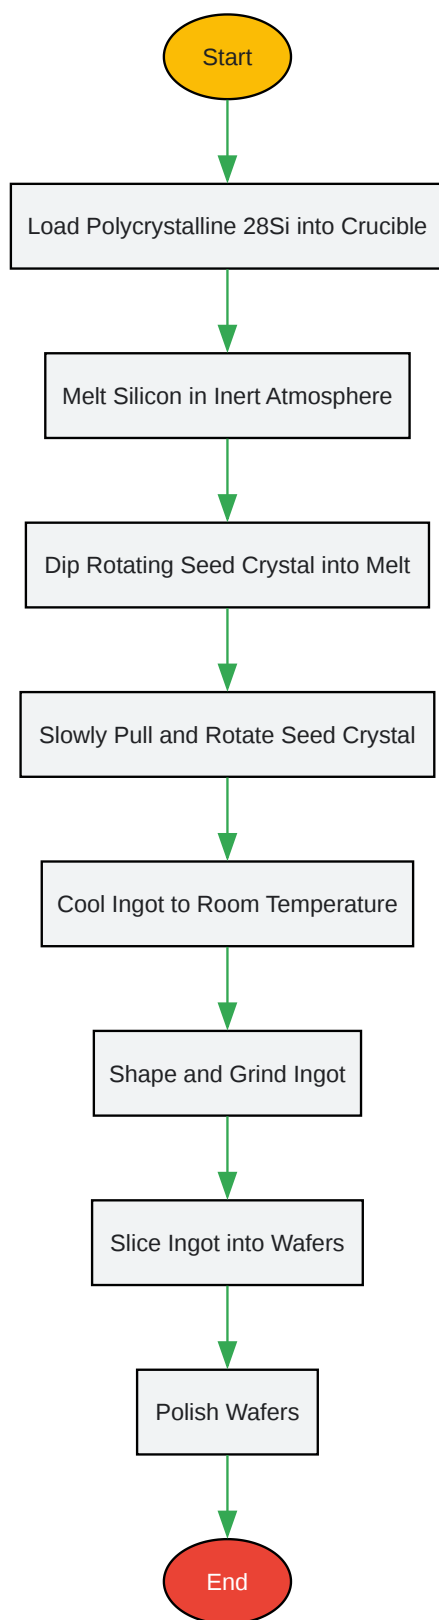 Start
Load Polycrystalline 28Si into Crucible
Melt Silicon in Inert Atmosphere
Dip Rotating Seed Crystal into Melt
Slowly Pull and Rotate Seed Crystal
Cool Ingot to Room Temperature
Shape and Grind Ingot
Slice Ingot into Wafers
Polish Wafers
End